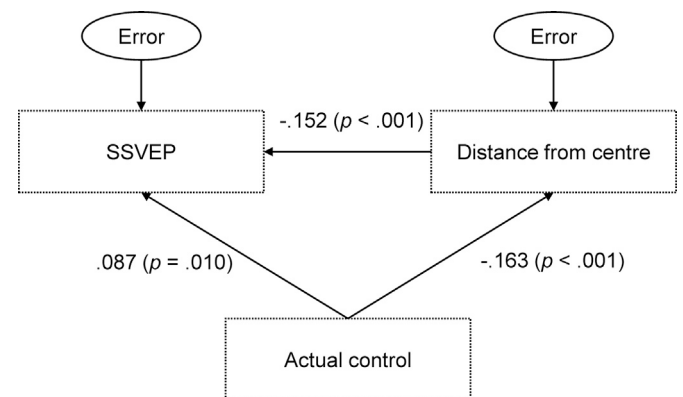 Error
Error
-.152 (p < .001)
SSVEP
Distance from centre
.087 (p = .010)
-.163 (p < .001)
Actual control